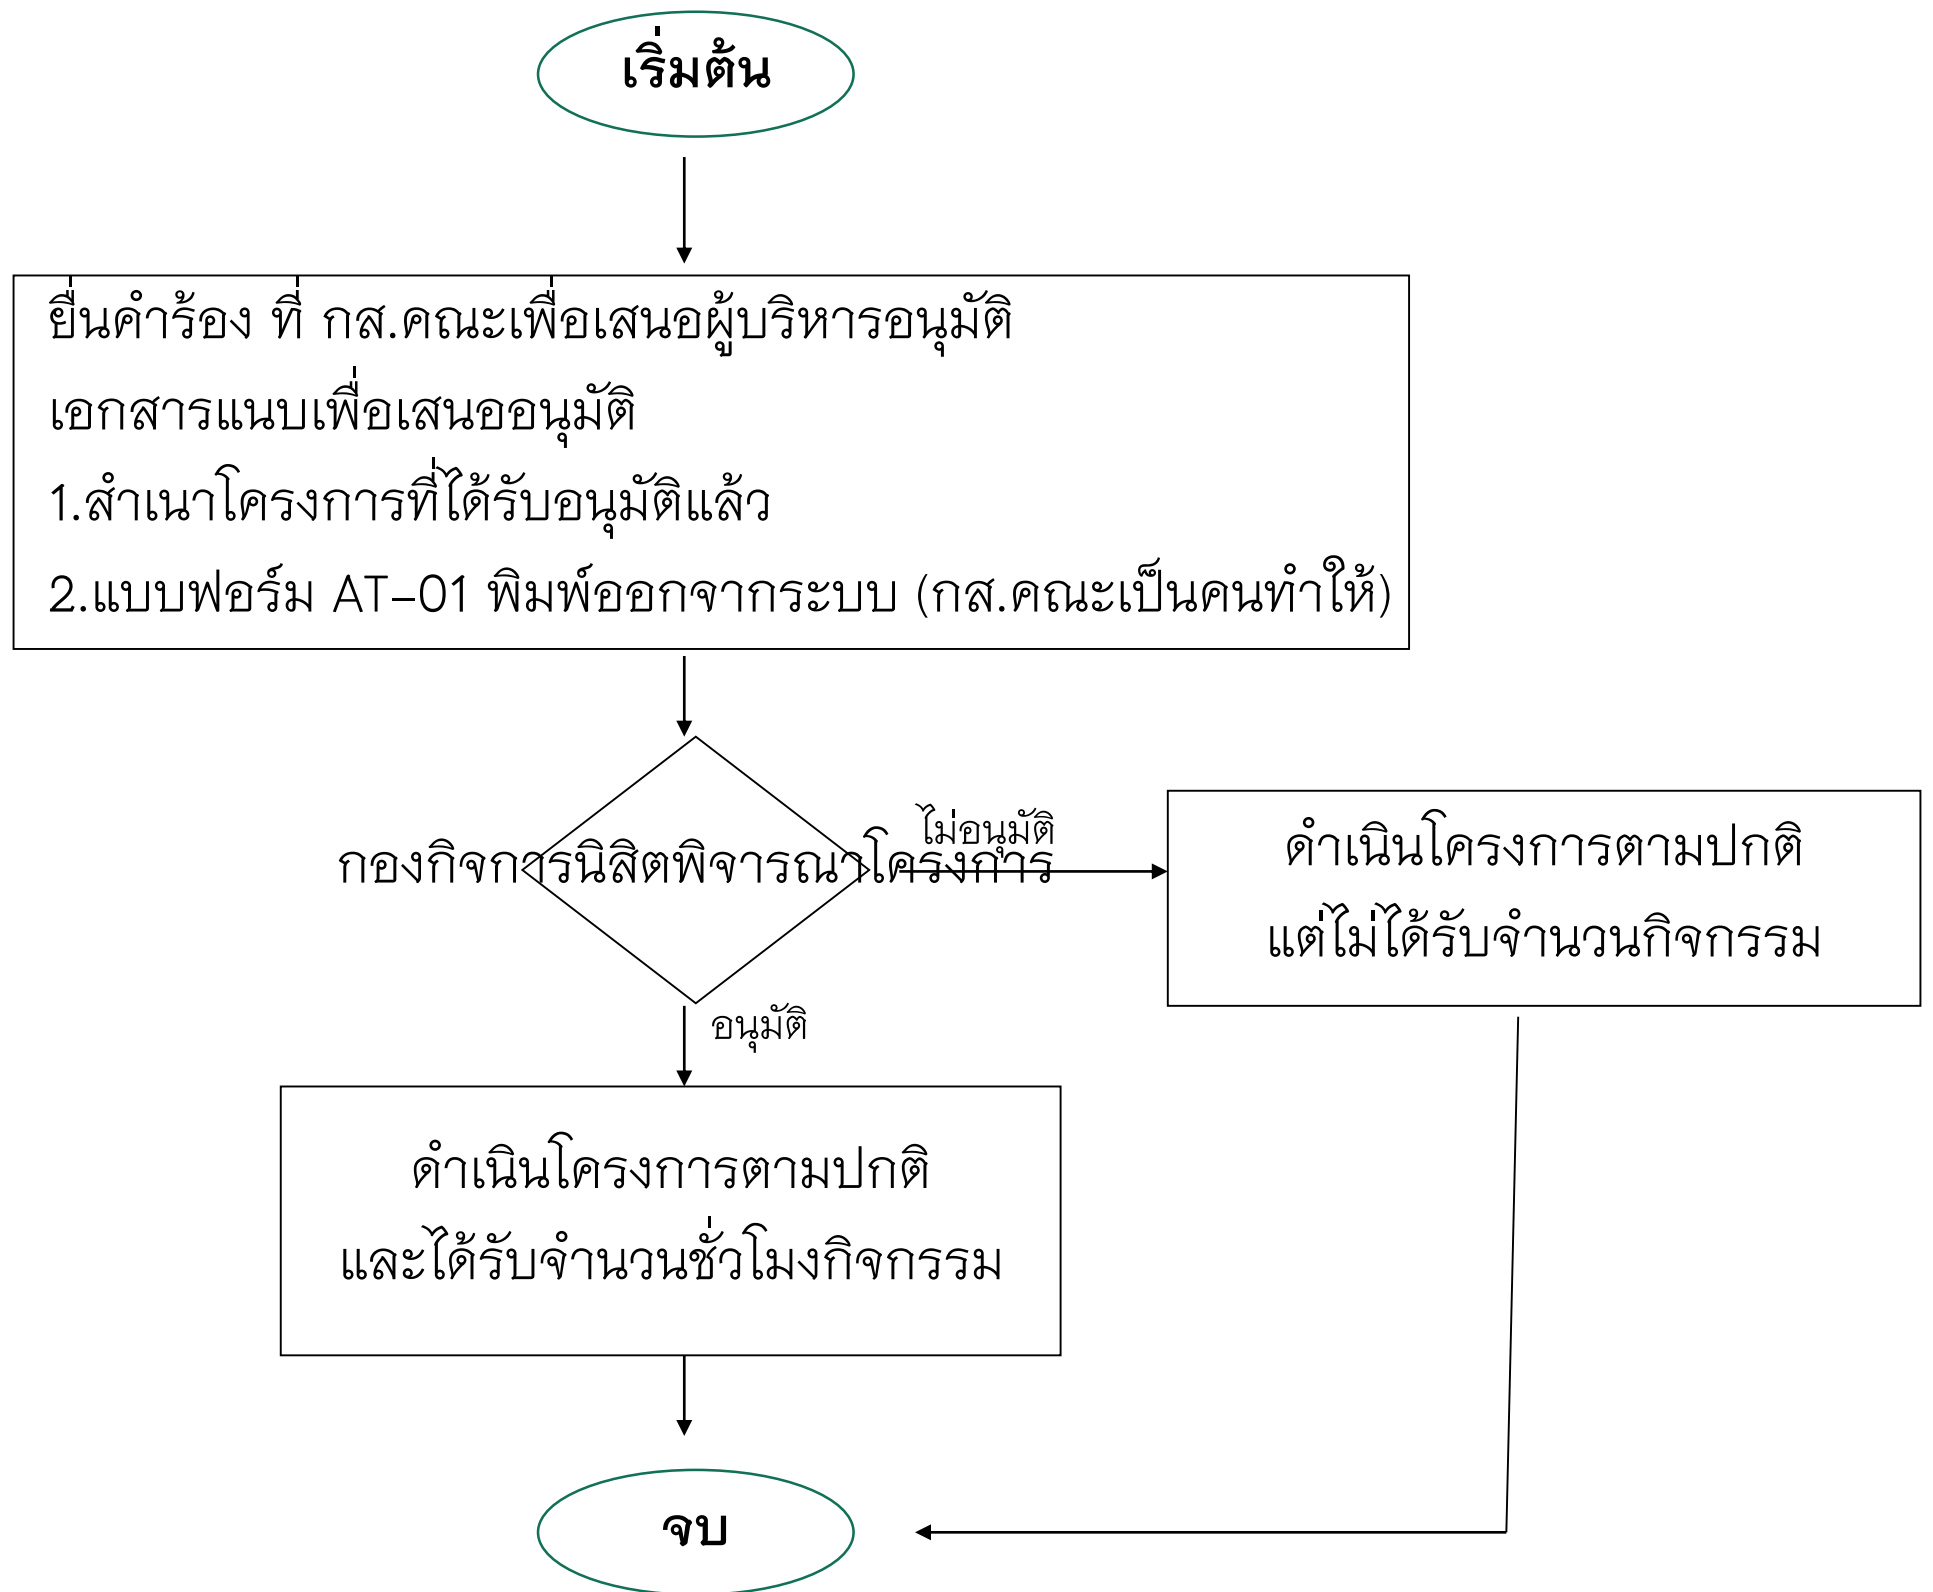 เริ่มต้น
ยื่นคำร้อง ที่ กส.คณะเพื่อเสนอผู้บริหารอนุมัติ
เอกสารแนบเพื่อเสนออนุมัติ
1.สำเนาโครงการที่ได้รับอนุมัติแล้ว
2.แบบฟอร์ม AT-01 พิมพ์ออกจากระบบ (กส.คณะเป็นคนทำให้)
กองกิจการนิสิตพิจารณาโครงการ
ไม่อนุมัติ
ดำเนินโครงการตามปกติ
แต่ไม่ได้รับจำนวนกิจกรรม
อนุมัติ
ดำเนินโครงการตามปกติ
และได้รับจำนวนชั่วโมงกิจกรรม
จบ